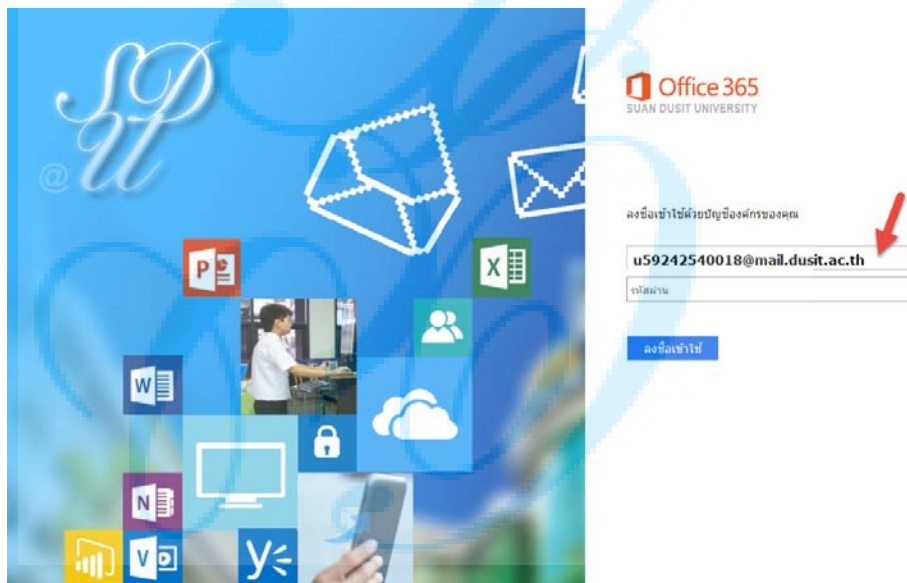 SDU
@
Office 365
SUAN DUSIT UNIVERSITY
ลงชื่อเข้าใช้ด้วยบัญชีองค์กรของคุณ
u59242540018@mail.dusit.ac.th
รหัสผ่าน
ลงชื่อเข้าใช้
P
X
W
N
V